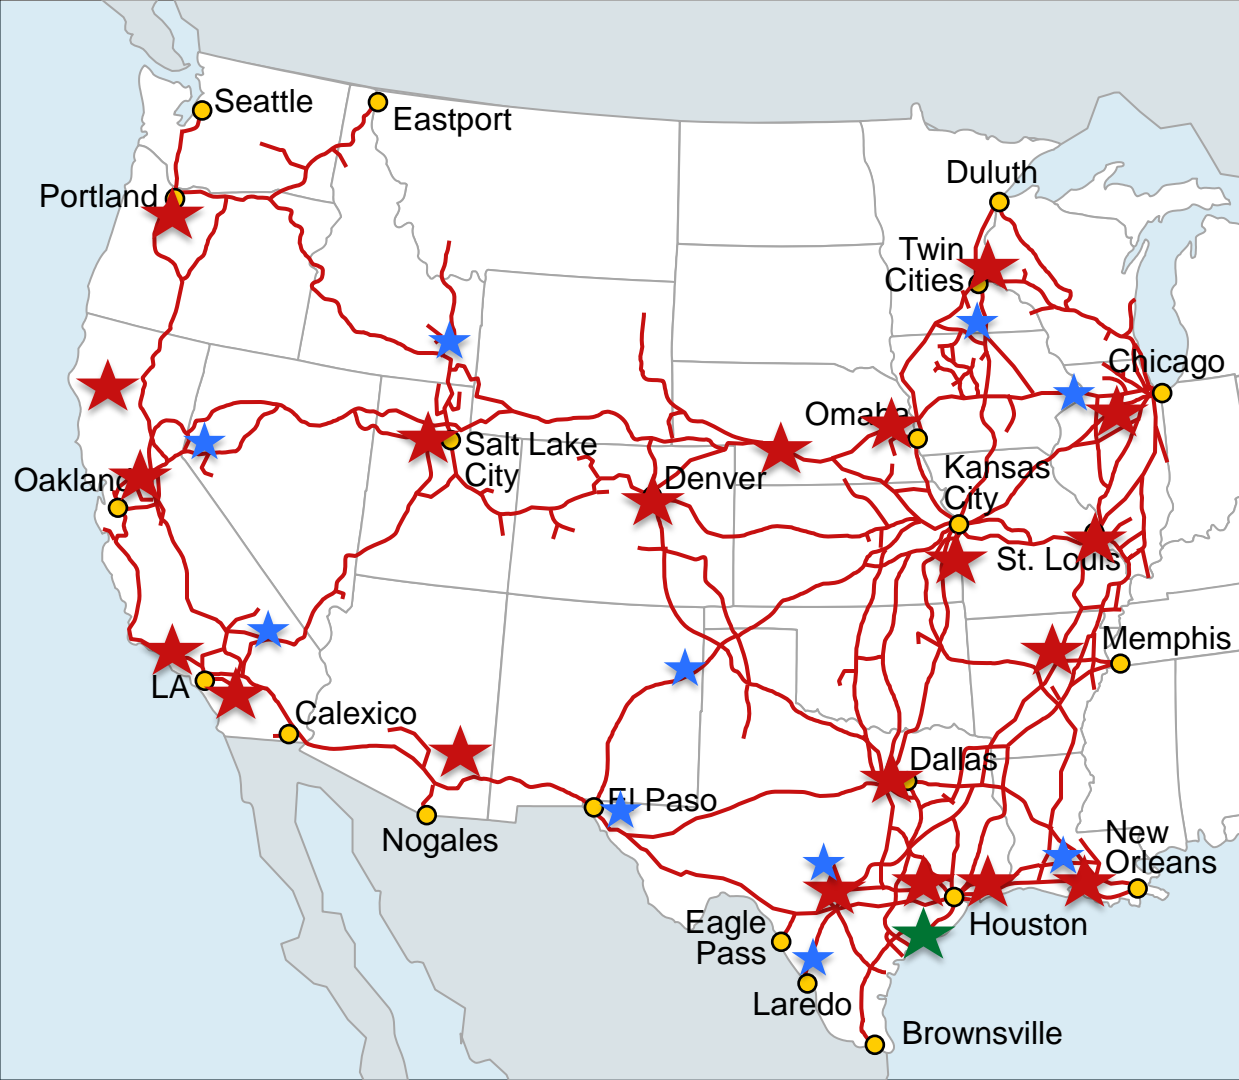 Seattle
Eastport
Duluth
Portland
Twin
Cities
Chicago
Omaha
Salt Lake
City
Oakland
Denver
Kansas
City
St. Louis
Memphis
LA
Calexico
Dallas
El Paso
Nogales
New
Orleans
Eagle
Pass
Houston
Laredo
Brownsville